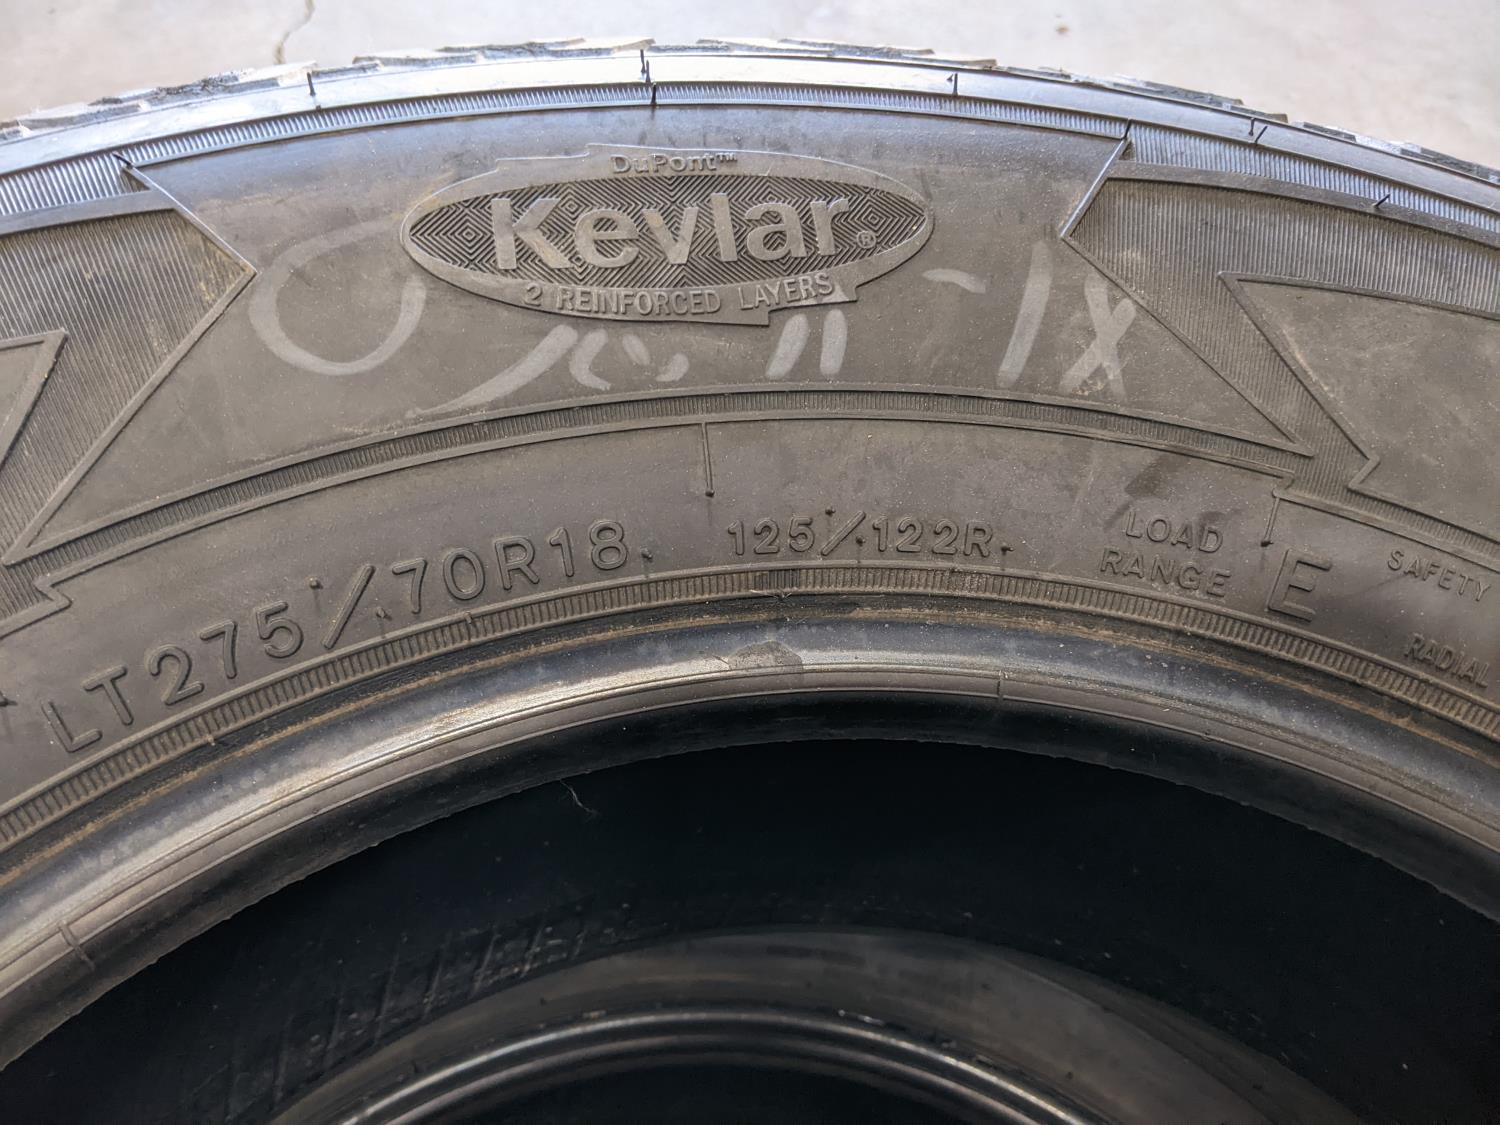 DuPont™
Kevlar®
2 REINFORCED LAYERS
LT275/70R18 125/122R LOAD RANGE E
SAFETY
RADIAL